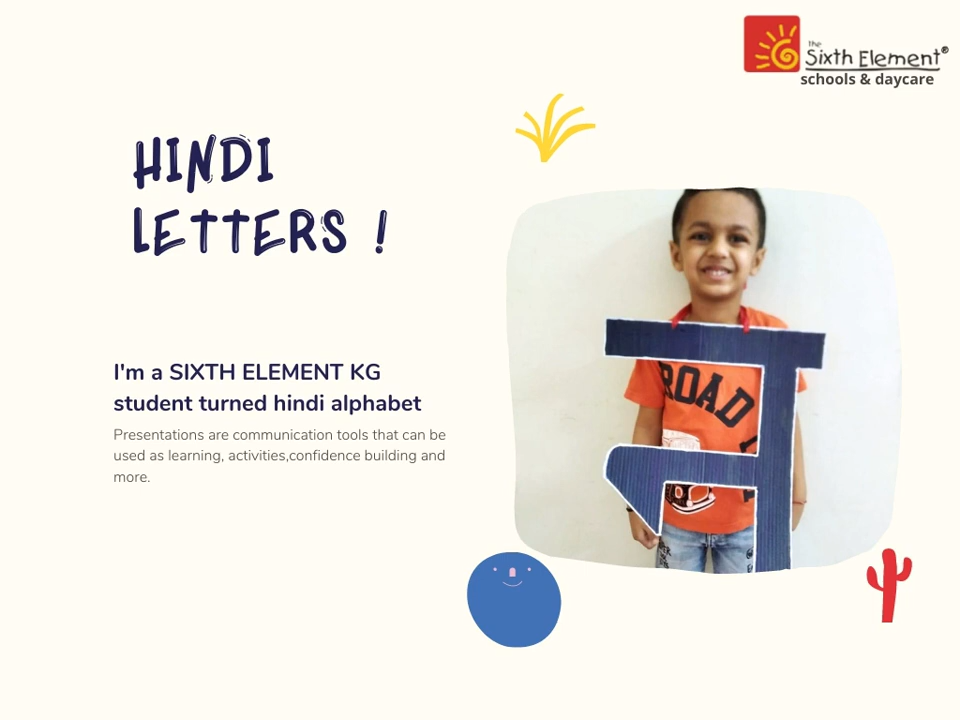 The
Sixth Element®
schools & daycare
HINDI
LETTERS !
I'm a SIXTH ELEMENT KG
student turned hindi alphabet
Presentations are communication tools that can be
used as learning, activities,confidence building and
more.
न
ROAD